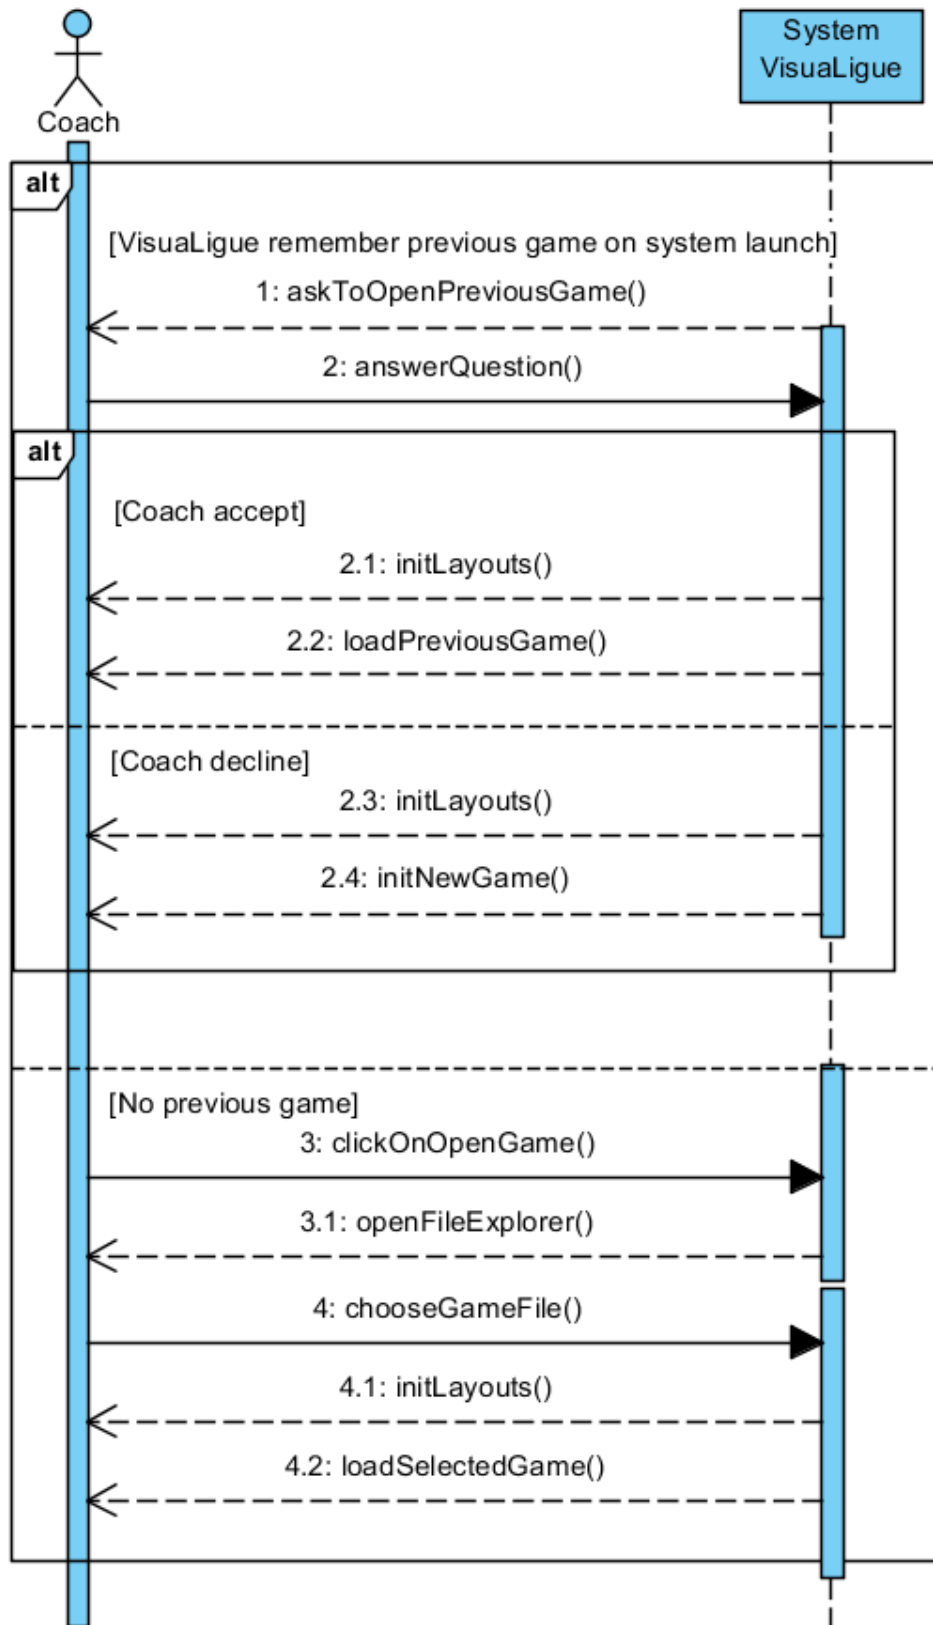 System
VisuaLigue
Coach
alt
[VisuaLigue remember previous game on system launch]
1: askToOpenPreviousGame()
2: answerQuestion()
alt
[Coach accept]
2.1: initLayouts()
2.2: loadPreviousGame()
[Coach decline]
2.3: initLayouts()
2.4: initNewGame()
[No previous game]
3: clickOnOpenGame()
3.1: openFileExplorer()
4: chooseGameFile()
4.1: initLayouts()
4.2: loadSelectedGame()